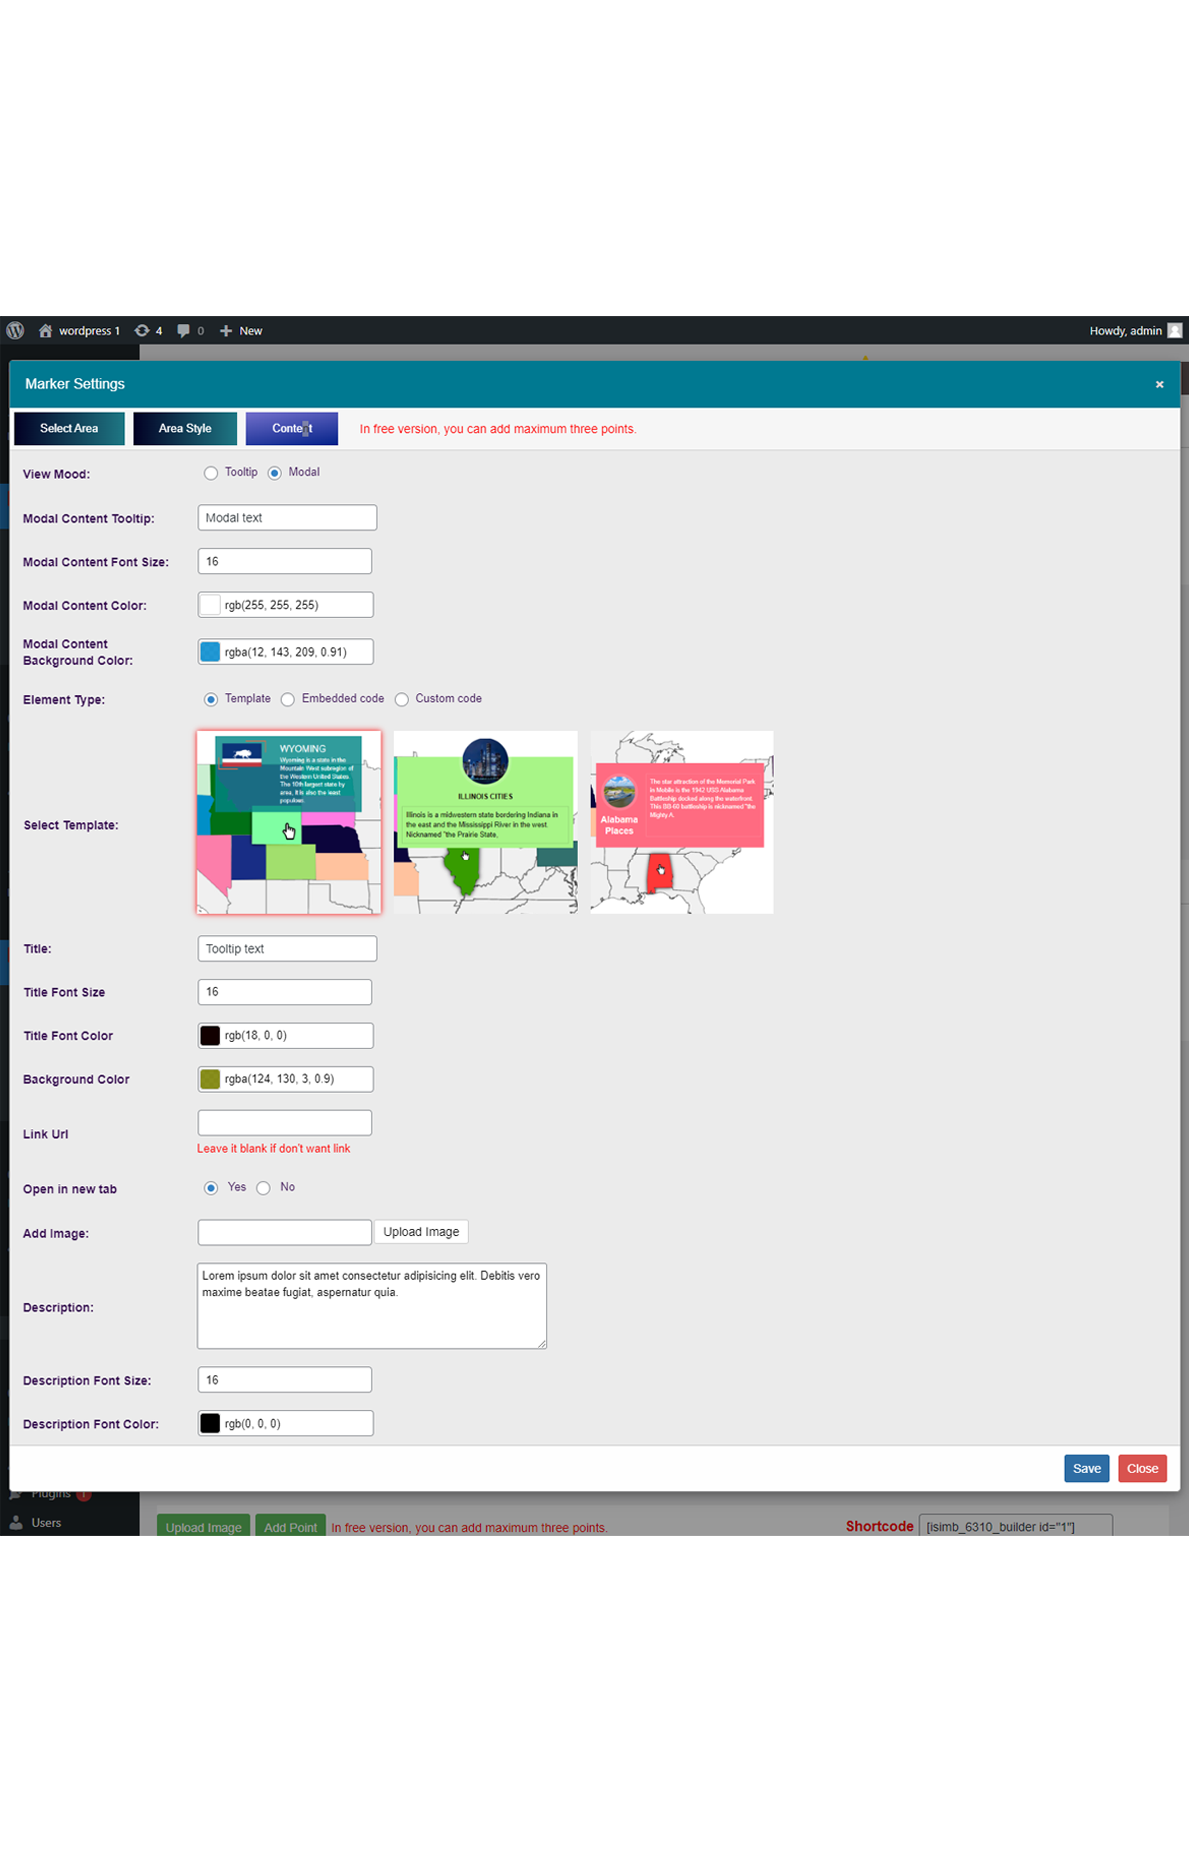 wordpress 1 4 0 New Howdy, admin
Marker Settings ×
Select Area Area Style Content In free version, you can add maximum three points.
View Mood: Tooltip Modal
Modal Content Tooltip: Modal text
Modal Content Font Size: 16
Modal Content Color: rgb(255, 255, 255)
Modal Content
Background Color: rgba(12, 143, 209, 0.91)
Element Type: Template Embedded code Custom code
Select Template:
WYOMING
Wyoming is a state in the
Mountain West subregion of
the Western United States.
The 10th largest state by
area, it is also the least
populous.
ILLINOIS CITIES
Illinois is a midwestern state bordering Indiana in
the east and the Mississippi River in the west.
Nicknamed "the Prairie State,
The star attraction of the Memorial Park
in Mobile is the 1942 USS Alabama
Battleship docked along the waterfront.
This BB-60 battleship is nicknamed "the
Mighty A.
Alabama
Places
Title: Tooltip text
Title Font Size 16
Title Font Color rgb(18, 0, 0)
Background Color rgba(124, 130, 3, 0.9)
Link Url
Leave it blank if don't want link
Open in new tab Yes No
Add Image: Upload Image
Description: Lorem ipsum dolor sit amet consectetur adipisicing elit. Debitis vero
maxime beatae fugiat, aspernatur quia.
Description Font Size: 16
Description Font Color: rgb(0, 0, 0)
Save Close
Plugins 1
Users
Upload Image Add Point In free version, you can add maximum three points. Shortcode [isimb_6310_builder id="1"]